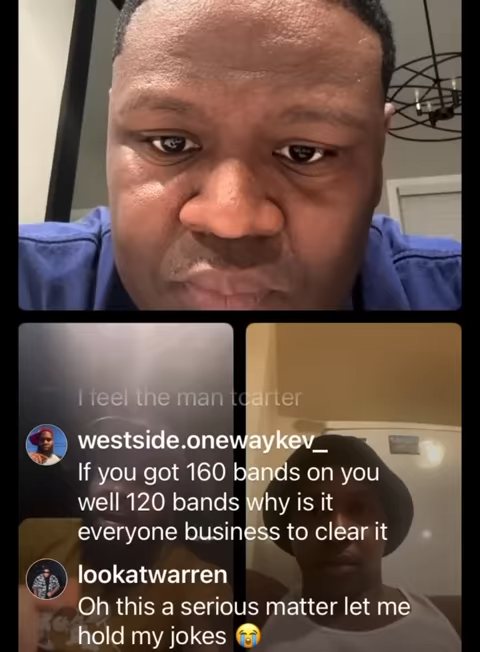 I feel the man tcarter
westside.onewaykev_
If you got 160 bands on you
well 120 bands why is it
everyone business to clear it
lookatwarren
Oh this a serious matter let me
hold my jokes 😭